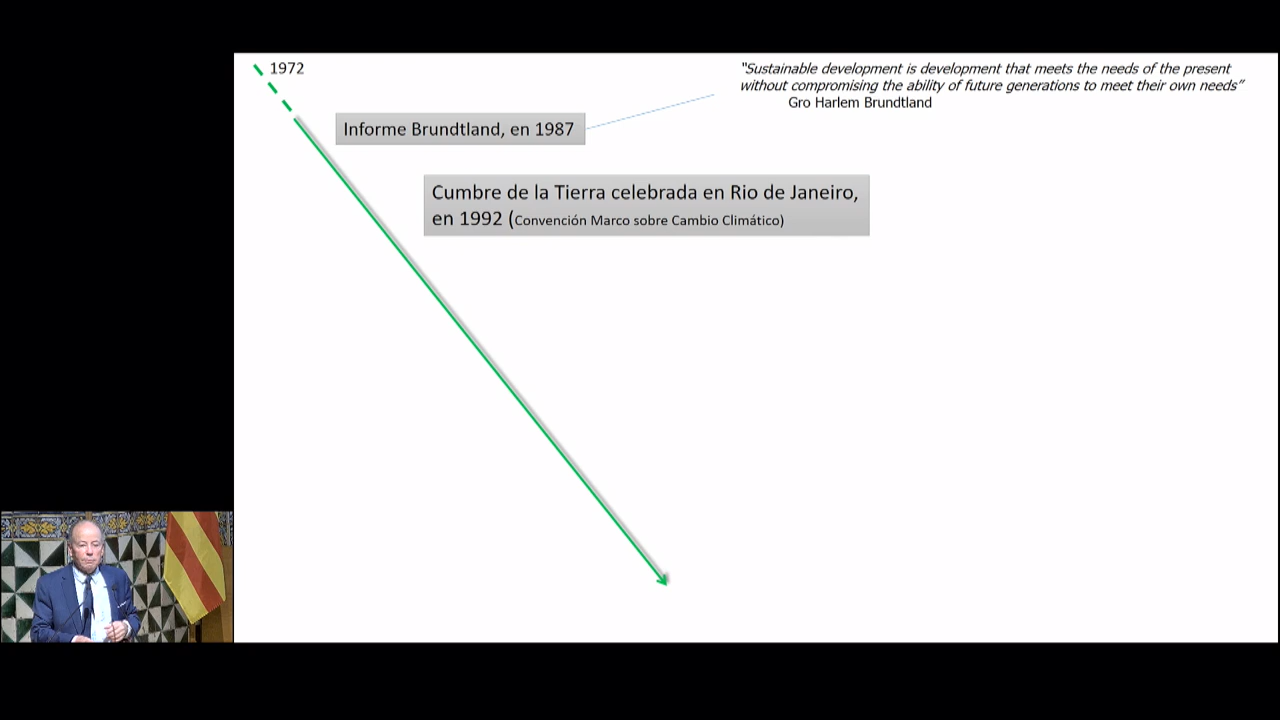 1972
"Sustainable development is development that meets the needs of the present
without compromising the ability of future generations to meet their own needs"
Gro Harlem Brundtland
Informe Brundtland, en 1987
Cumbre de la Tierra celebrada en Rio de Janeiro,
en 1992 (Convención Marco sobre Cambio Climático)